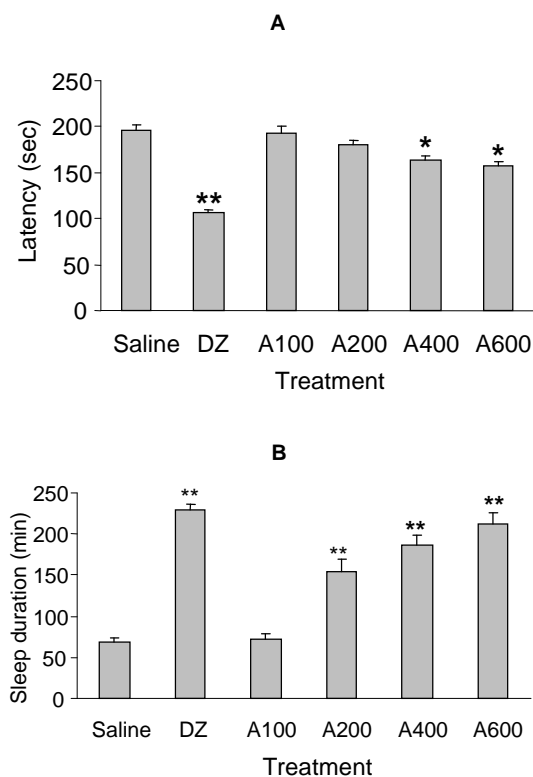 A
Latency (sec)
250
200
150
100
50
0
**
*
*
Saline DZ A100 A200 A400 A600
Treatment
B
Sleep duration (min)
250
200
150
100
50
0
**
**
**
**
Saline DZ A100 A200 A400 A600
Treatment